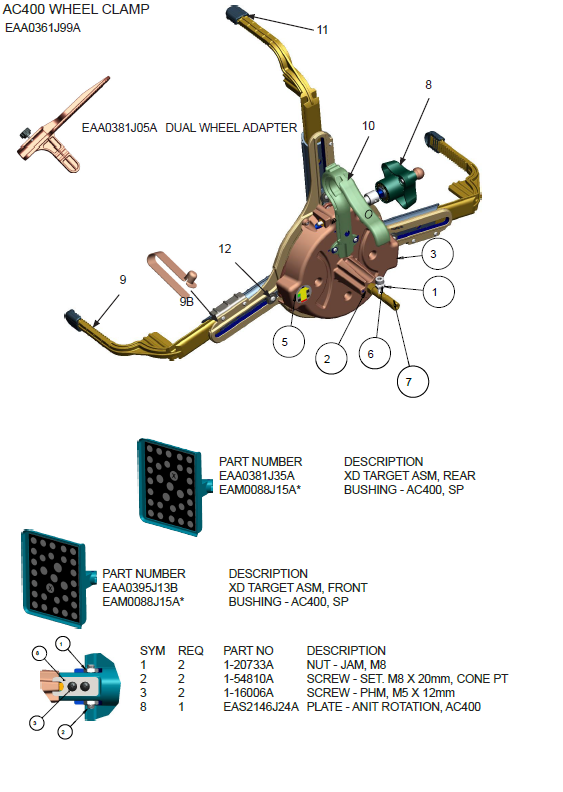 AC400 WHEEL CLAMP
EAA0361J99A
11
8
EAA0381J05A DUAL WHEEL ADAPTER
10
12
3
9
9B
1
5
2
6
7
PART NUMBER DESCRIPTION
EAA0381J35A XD TARGET ASM, REAR
EAM0088J15A* BUSHING - AC400, SP
PART NUMBER DESCRIPTION
EAA0395J13B XD TARGET ASM, FRONT
EAM0088J15A* BUSHING - AC400, SP
1
8
3
2
SYM REQ PART NO DESCRIPTION
1 2 1-20733A NUT - JAM, M8
2 2 1-54810A SCREW - SET. M8 X 20mm, CONE PT
3 2 1-16006A SCREW - PHM, M5 X 12mm
8 1 EAS2146J24A PLATE - ANIT ROTATION, AC400